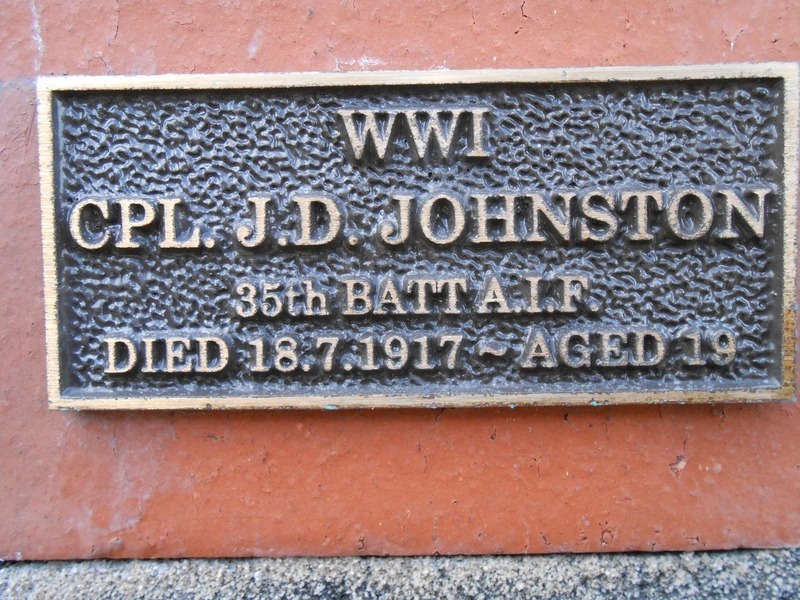 WWI
CPL. J.D. JOHNSTON
35th BATT A.I.F.
DIED 18.7.1917 ~ AGED 19